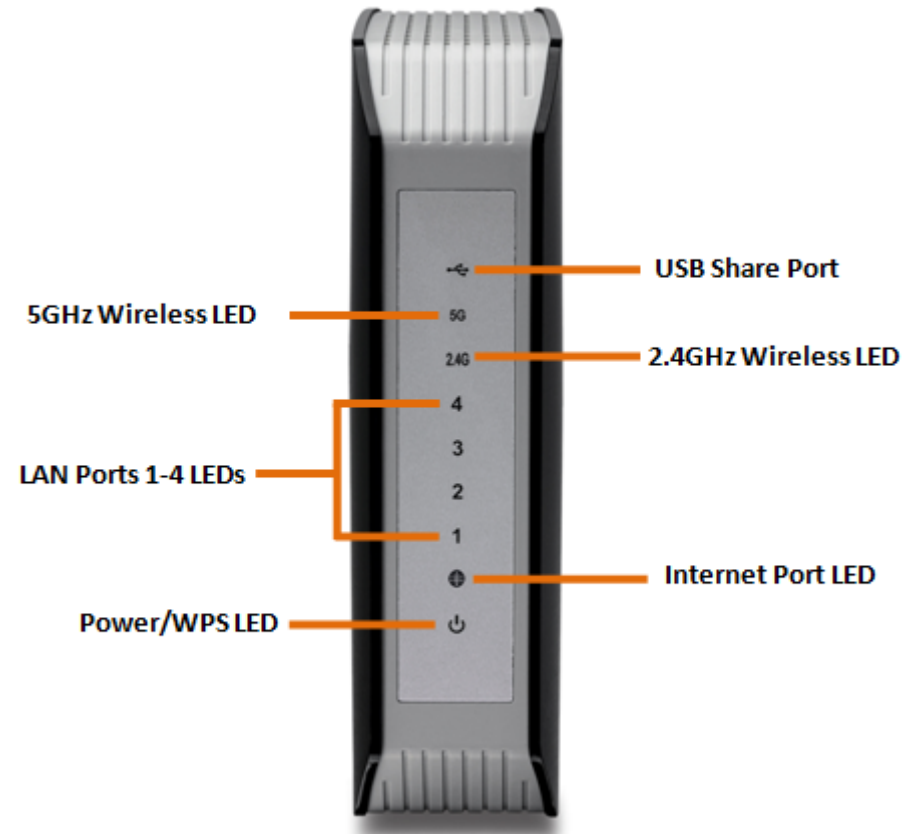 USB Share Port
5GHz Wireless LED
5G
2.4G
2.4GHz Wireless LED
4
3
LAN Ports 1-4 LEDs
2
1
Internet Port LED
Power/WPS LED